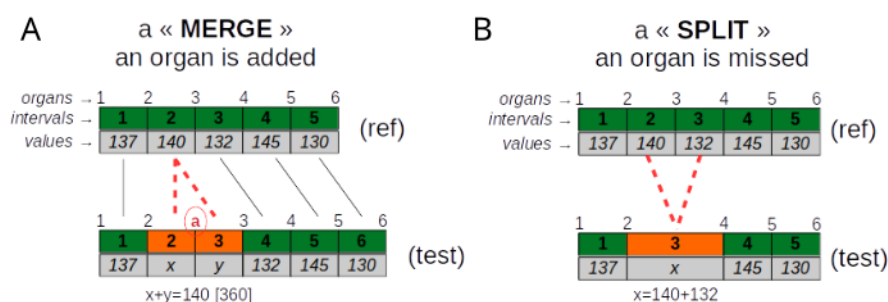 A
a « MERGE »
an organ is added
organs → 1 2 3 4 5 6
intervals → 1 2 3 4 5
values → 137 140 132 145 130
(ref)
1 2 a 3 4 5 6
1 2 3 4 5 6
137 x y 132 145 130
(test)
x+y=140 [360]
B
a « SPLIT »
an organ is missed
organs → 1 2 3 4 5 6
intervals → 1 2 3 4 5
values → 137 140 132 145 130
(ref)
1 2 4 5 6
1 3 4 5
137 x 145 130
(test)
x=140+132